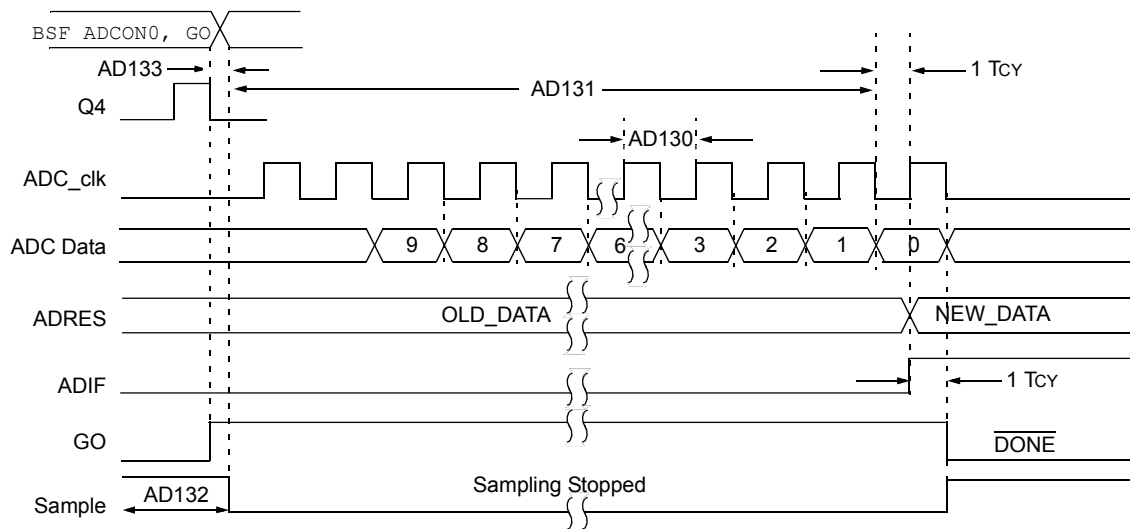 BSF ADCON0, GO
AD133
1 TCY
AD131
Q4
AD130
ADC_clk
ADC Data
9 8 7 6 3 2 1 0
ADRES
OLD_DATA
NEW_DATA
ADIF
1 TCY
GO
DONE
AD132
Sampling Stopped
Sample